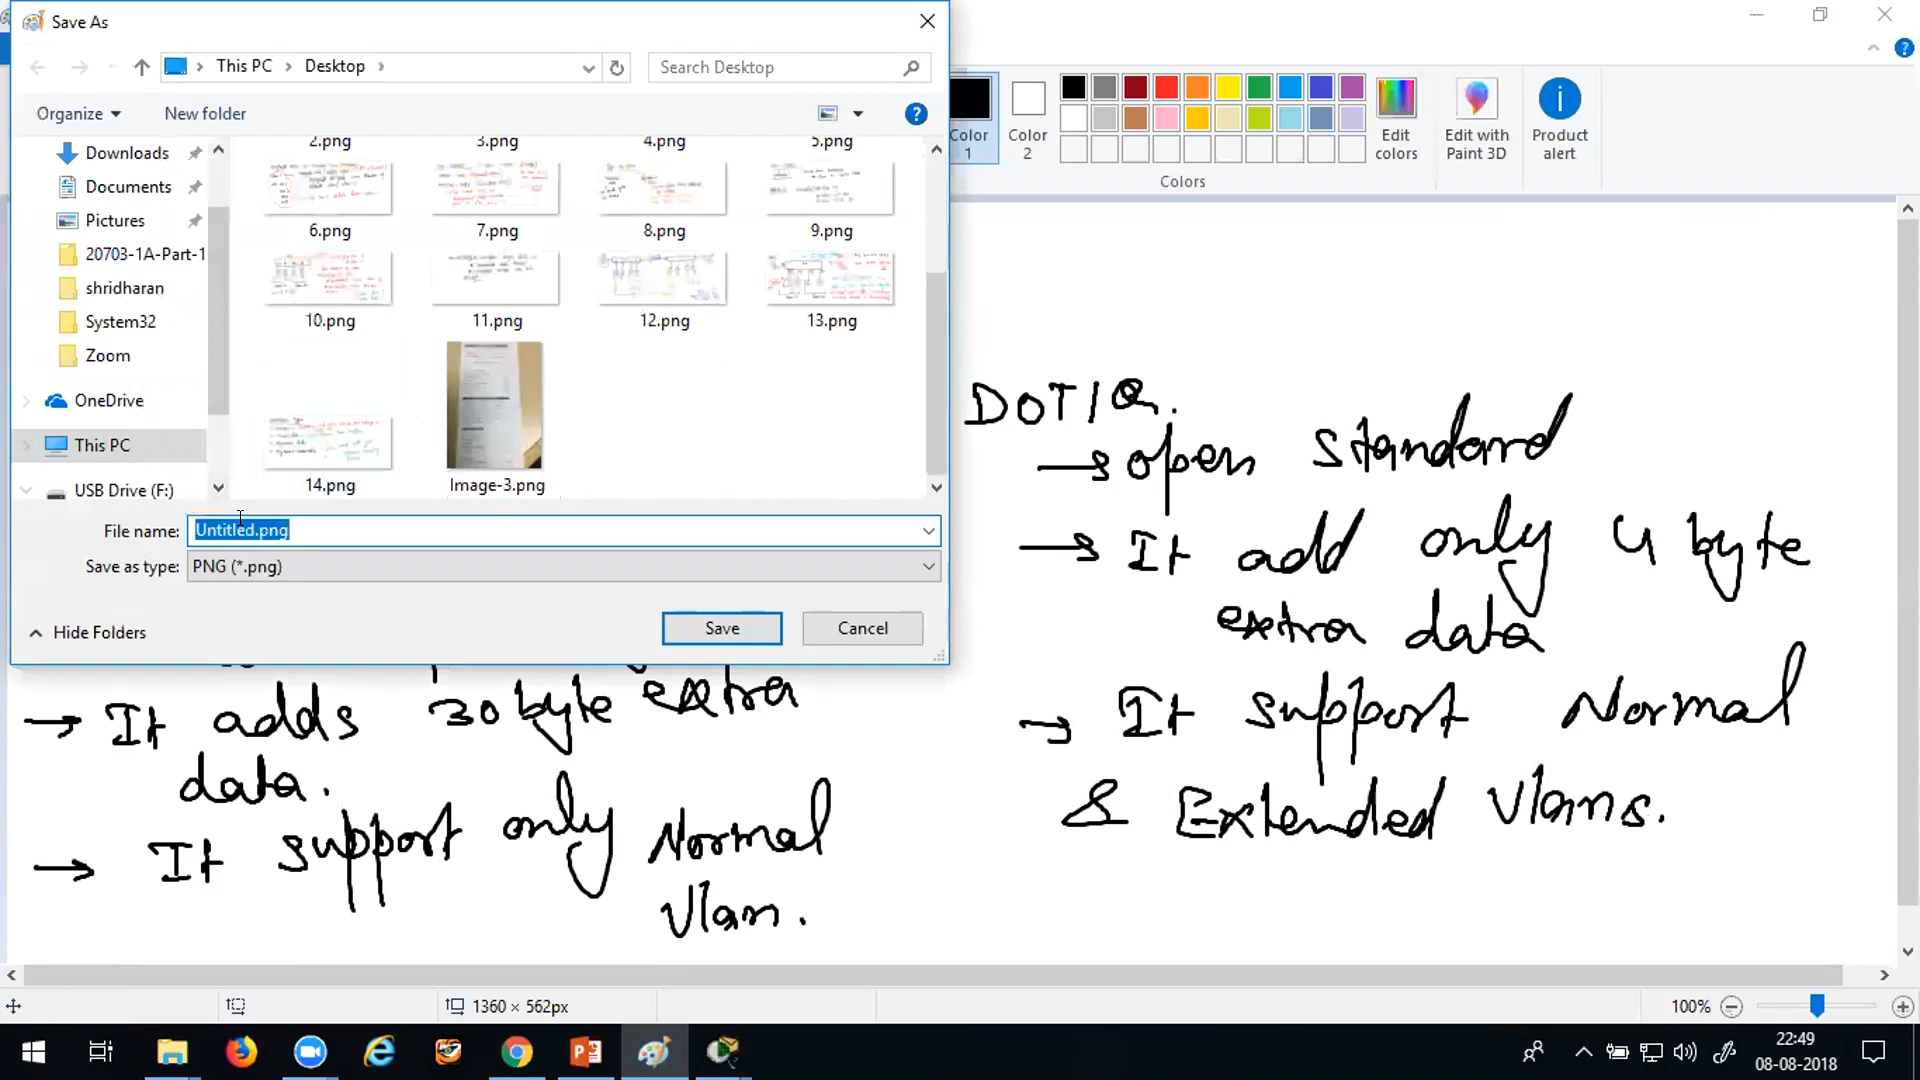 Save As
This PC
Desktop
Search Desktop
Organize
New folder
Downloads
Documents
Pictures
20703-1A-Part-1
shridharan
System32
Zoom
OneDrive
This PC
USB Drive (F:)
2.png
3.png
4.png
5.png
6.png
7.png
8.png
9.png
10.png
11.png
12.png
13.png
14.png
Image-3.png
File name:
Untitled.png
Save as type:
PNG (*.png)
Hide Folders
Save
Cancel
Color
1
Color
2
Edit
colors
Edit with
Paint 3D
Product
alert
Colors
→ It adds 30 byte extra
data.
→ It support only Normal
Vlan.
DOT1Q.
→ open standard
→ It add only 4 byte
extra data
→ It support Normal
& Extended Vlans.
1360 × 562px
100%
22:49
08-08-2018